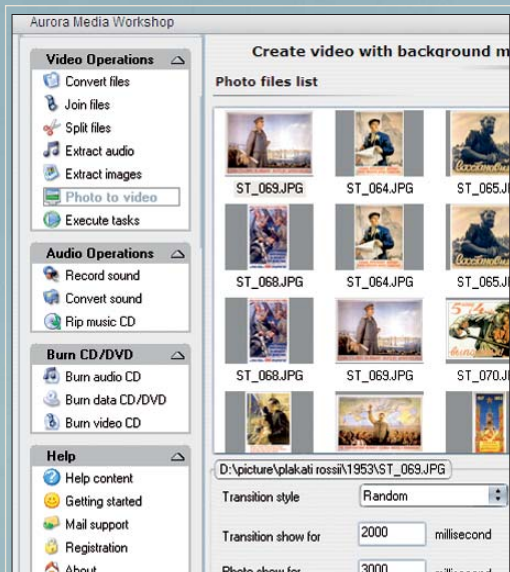 Aurora Media Workshop
Video Operations
Convert files
Join files
Split files
Extract audio
Extract images
Photo to video
Execute tasks
Audio Operations
Record sound
Convert sound
Rip music CD
Burn CD/DVD
Burn audio CD
Burn data CD/DVD
Burn video CD
Help
Help content
Getting started
Mail support
Registration
About
Create video with background m
Photo files list
ST_069.JPG ST_064.JPG ST_065.J
ST_068.JPG ST_064.JPG ST_065.J
ST_068.JPG ST_069.JPG ST_070.J
D:\picture\plakati rossii\1953\ST_069.JPG
Transition style Random
Transition show for 2000 millisecond
Photo show for 3000 millisecond